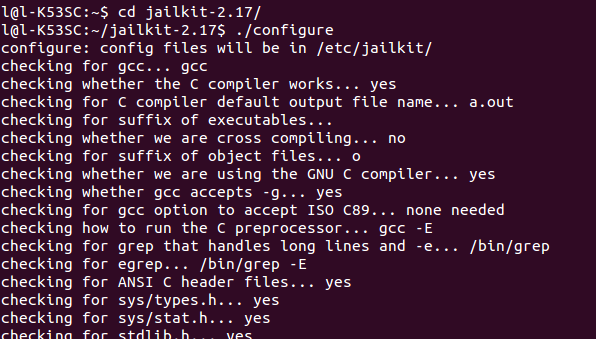 l@l-K53SC:~$ cd jailkit-2.17/
l@l-K53SC:~/jailkit-2.17$ ./configure
configure: config files will be in /etc/jailkit/
checking for gcc... gcc
checking whether the C compiler works... yes
checking for C compiler default output file name... a.out
checking for suffix of executables...
checking whether we are cross compiling... no
checking for suffix of object files... o
checking whether we are using the GNU C compiler... yes
checking whether gcc accepts -g... yes
checking for gcc option to accept ISO C89... none needed
checking how to run the C preprocessor... gcc -E
checking for grep that handles long lines and -e... /bin/grep
checking for egrep... /bin/grep -E
checking for ANSI C header files... yes
checking for sys/types.h... yes
checking for sys/stat.h... yes
checking for stdlib.h... yes